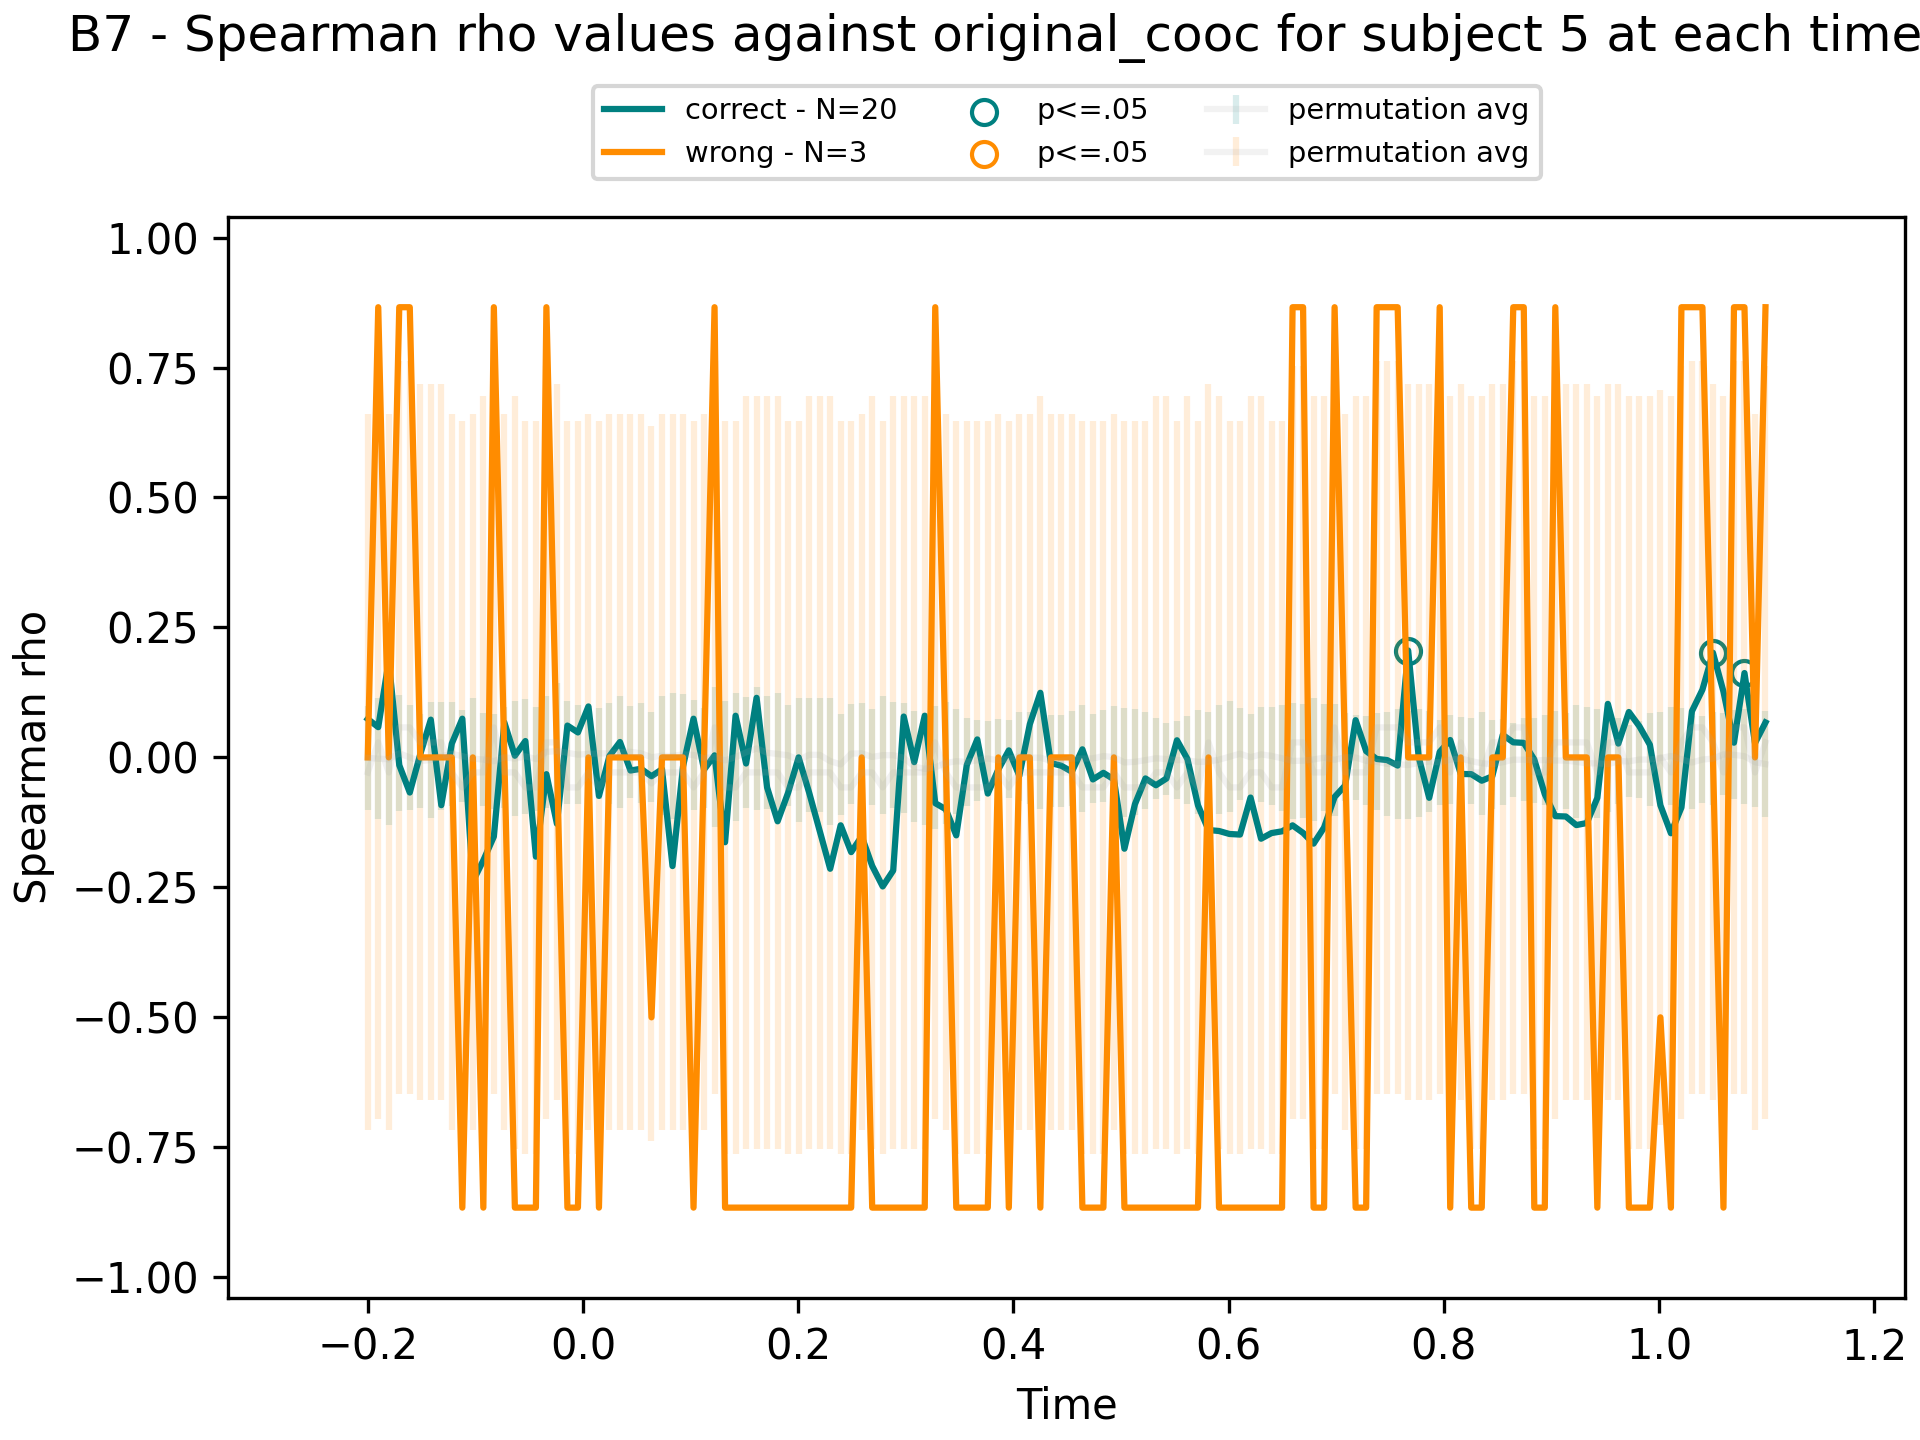 B7 - Spearman rho values against original_cooc for subject 5 at each time
correct - N=20
p<=.05
permutation avg
wrong - N=3
p<=.05
permutation avg
1.00
0.75
0.50
0.25
0.00
−0.25
−0.50
−0.75
−1.00
Spearman rho
−0.2
0.0
0.2
0.4
0.6
0.8
1.0
1.2
Time